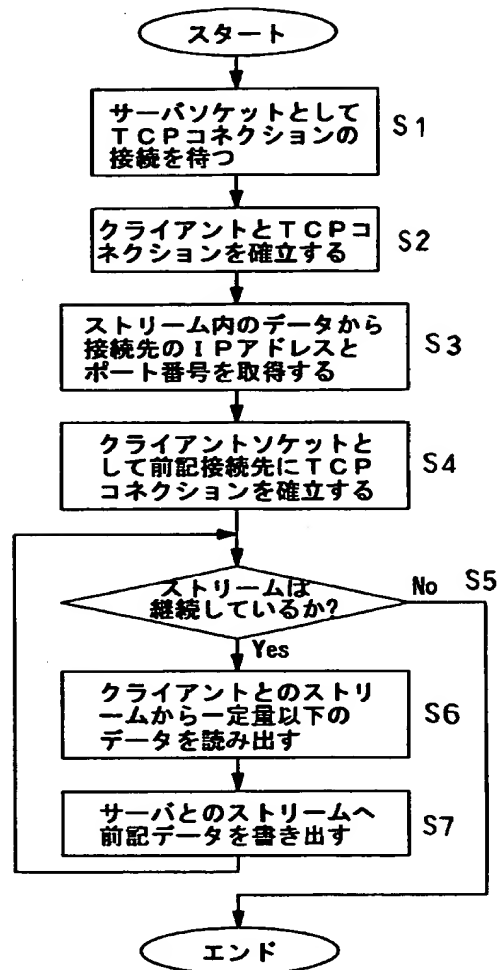 スタート
サーバソケットとして
TCPコネクションの
接続を待つ
S1
クライアントとTCPコ
ネクションを確立する
S2
ストリーム内のデータから
接続先のIPアドレスと
ポート番号を取得する
S3
クライアントソケットと
して前記接続先にTCP
コネクションを確立する
S4
ストリームは
継続しているか?
No
S5
Yes
クライアントとのストリ
ームから一定量以下の
データを読み出す
S6
サーバとのストリームへ
前記データを書き出す
S7
エンド